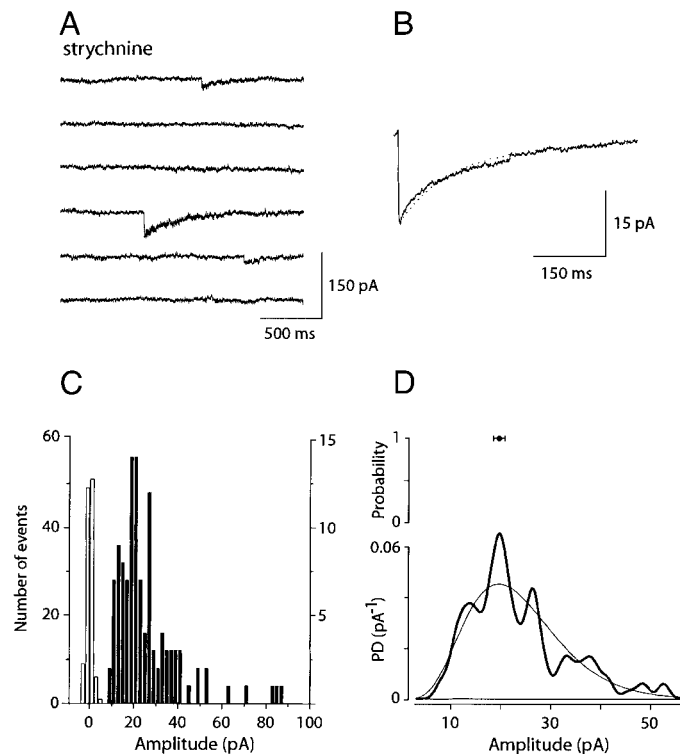 A
B
strychnine
15 pA
150 ms
150 pA
500 ms
C
D
60
40
20
0
Number of events
15
10
5
0
0
20
40
60
80
100
Amplitude (pA)
1
0
Probability
0.06
0
PD (pA⁻¹)
10
30
50
Amplitude (pA)